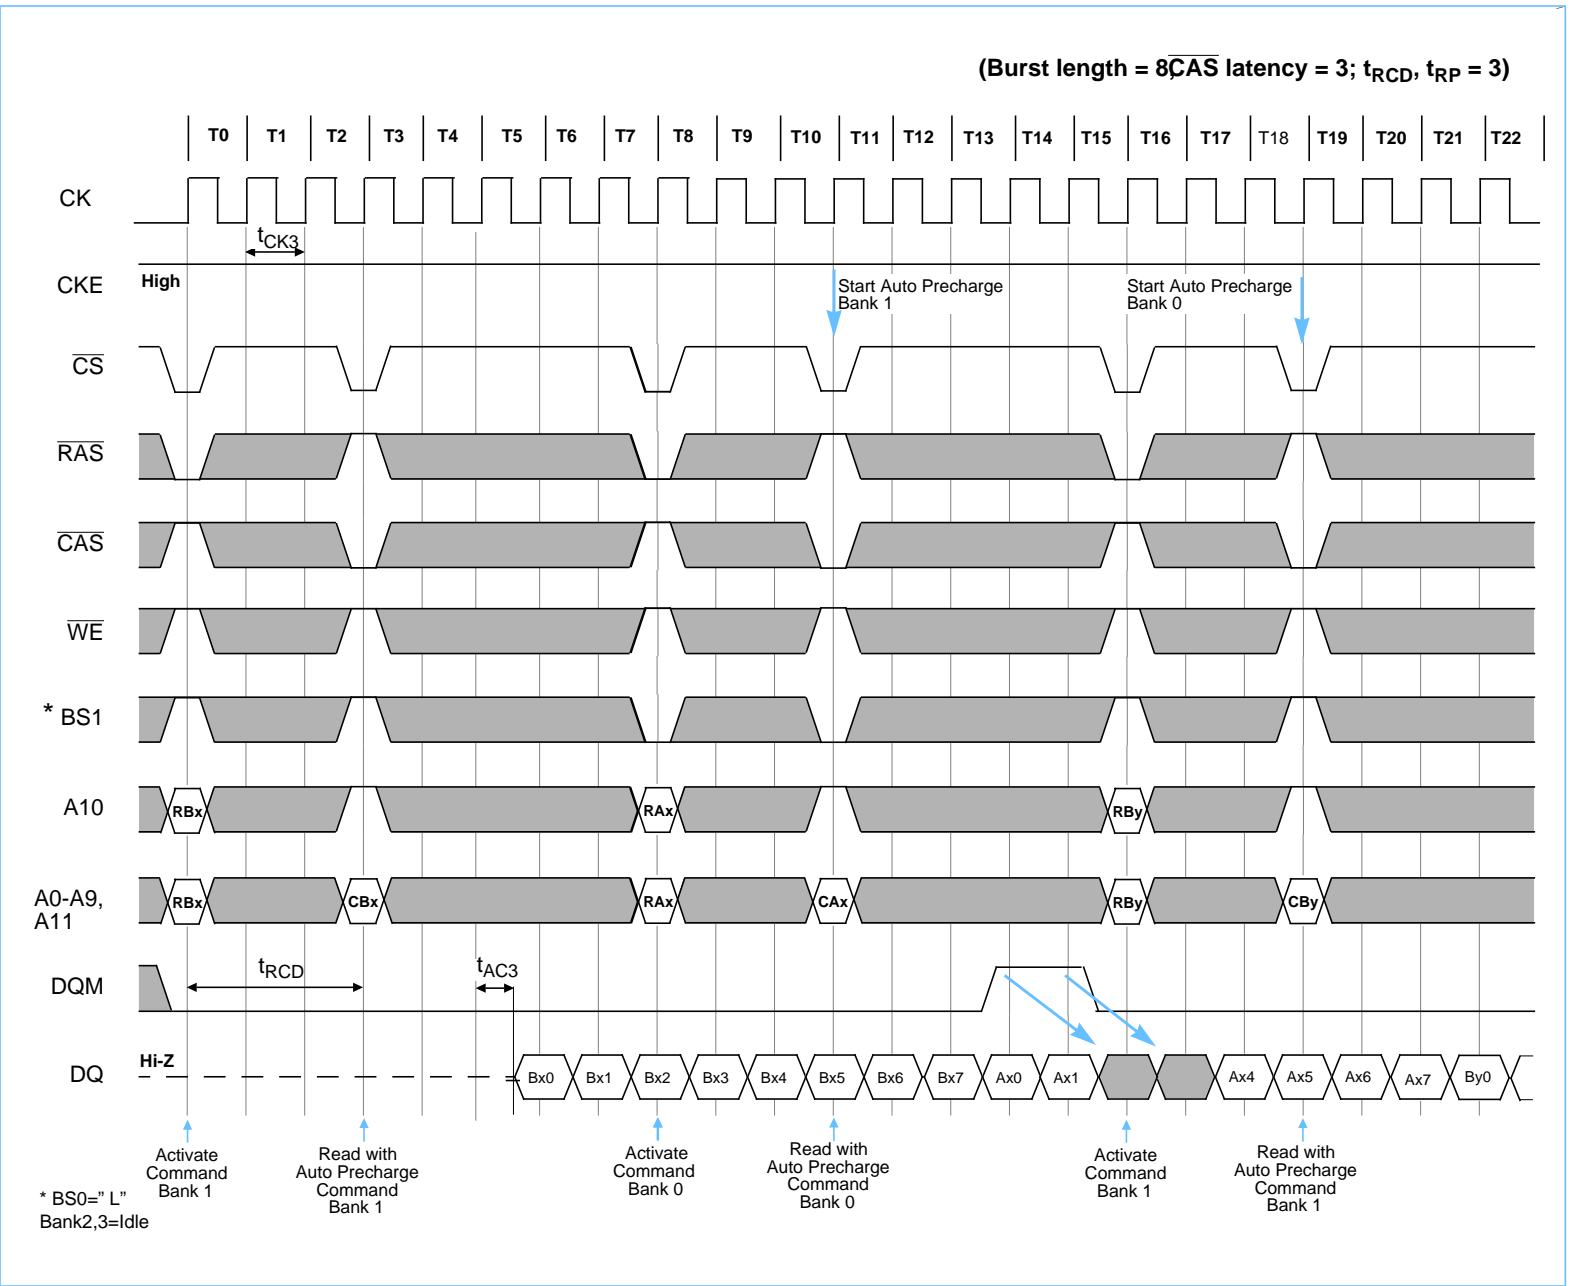 (Burst length = 8,CAS latency = 3; tRCD, tRP = 3)
T0 T1 T2 T3 T4 T5 T6 T7 T8 T9 T10 T11 T12 T13 T14 T15 T16 T17 T18 T19 T20 T21 T22
CK
tCK3
CKE
High
Start Auto Precharge
Bank 1
Start Auto Precharge
Bank 0
CS
RAS
CAS
WE
* BS1
A10
RBx RAx RBy
A0-A9,
A11
RBx CBx RAx CAx RBy CBy
DQM
tRCD
tAC3
DQ
Hi-Z
Bx0 Bx1 Bx2 Bx3 Bx4 Bx5 Bx6 Bx7 Ax0 Ax1 Ax4 Ax5 Ax6 Ax7 By0
Activate
Command
Bank 1
Read with
Auto Precharge
Command
Bank 1
Activate
Command
Bank 0
Read with
Auto Precharge
Command
Bank 0
Activate
Command
Bank 1
Read with
Auto Precharge
Command
Bank 1
* BS0=” L”
Bank2,3=Idle